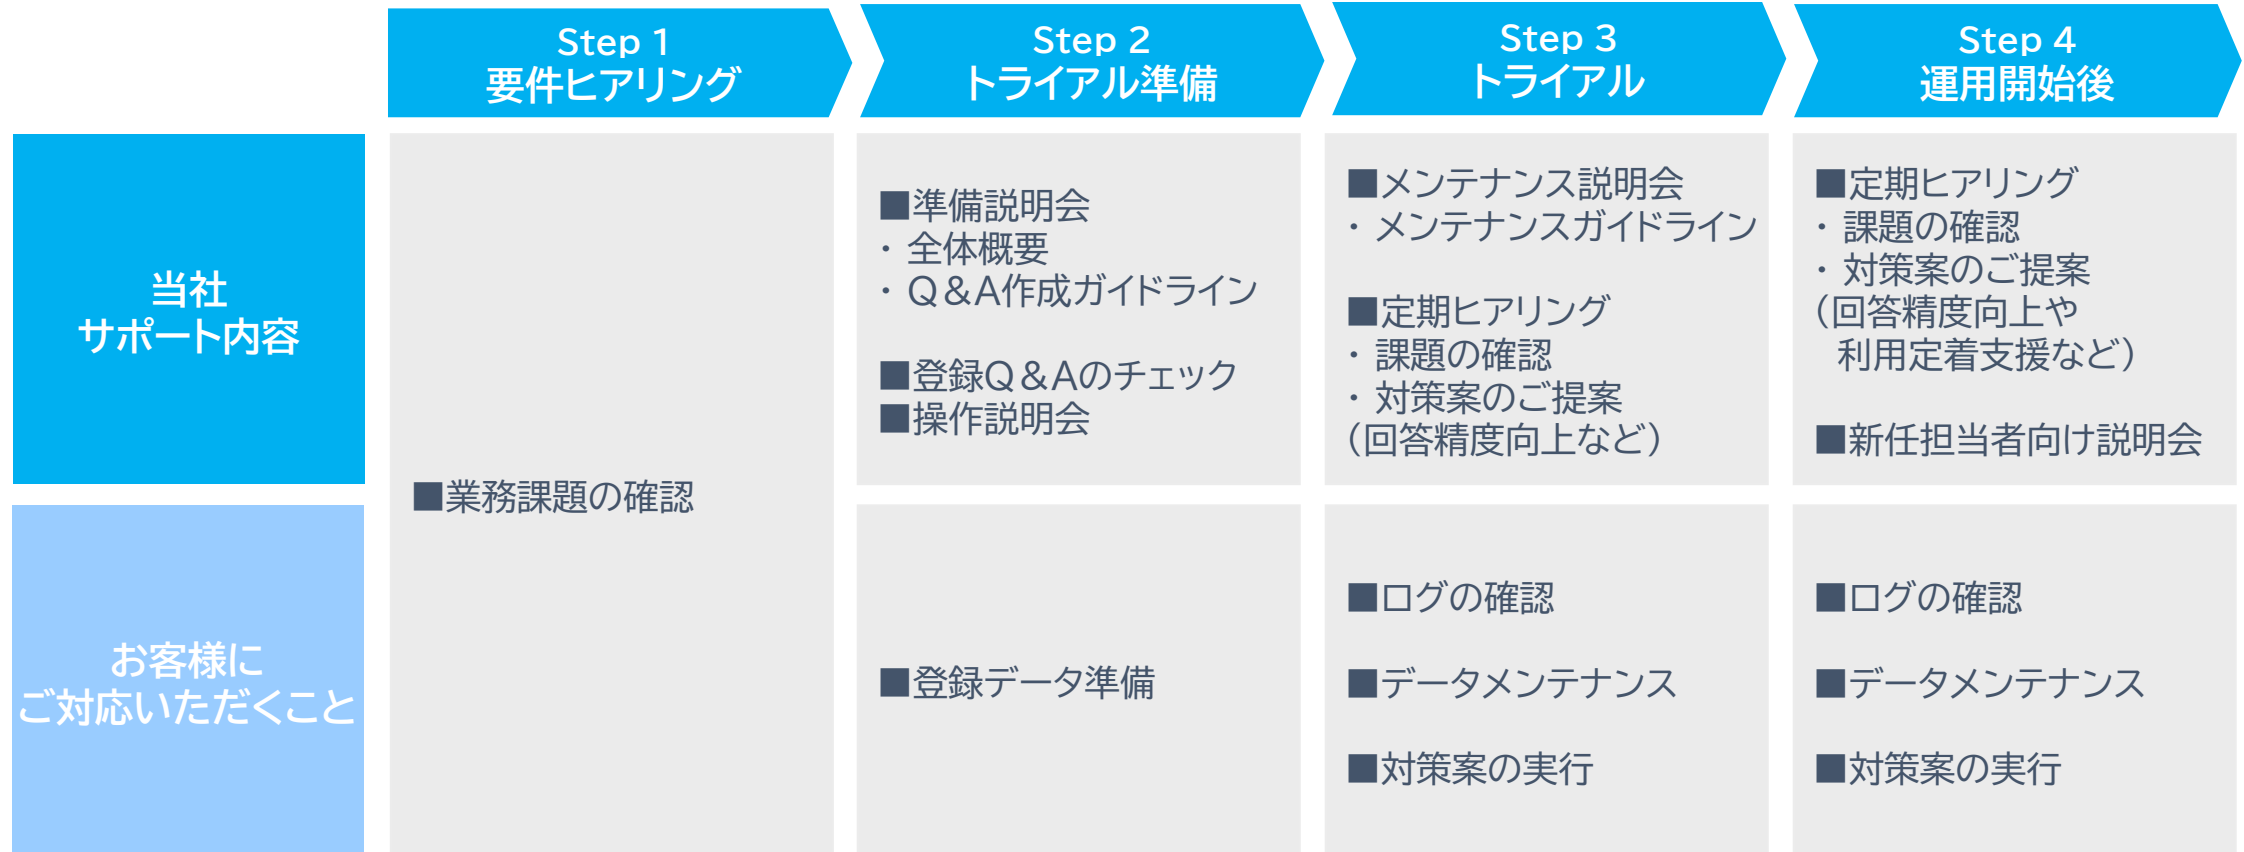 Step 1
要件ヒアリング
Step 2
トライアル準備
Step 3
トライアル
Step 4
運用開始後
当社
サポート内容
■業務課題の確認
■準備説明会
・全体概要
・Q&A作成ガイドライン
■登録Q&Aのチェック
■操作説明会
■メンテナンス説明会
・メンテナンスガイドライン
■定期ヒアリング
・課題の確認
・対策案のご提案
（回答精度向上など）
■定期ヒアリング
・課題の確認
・対策案のご提案
（回答精度向上や
利用定着支援など）
■新任担当者向け説明会
お客様に
ご対応いただくこと
■登録データ準備
■ログの確認
■データメンテナンス
■対策案の実行
■ログの確認
■データメンテナンス
■対策案の実行